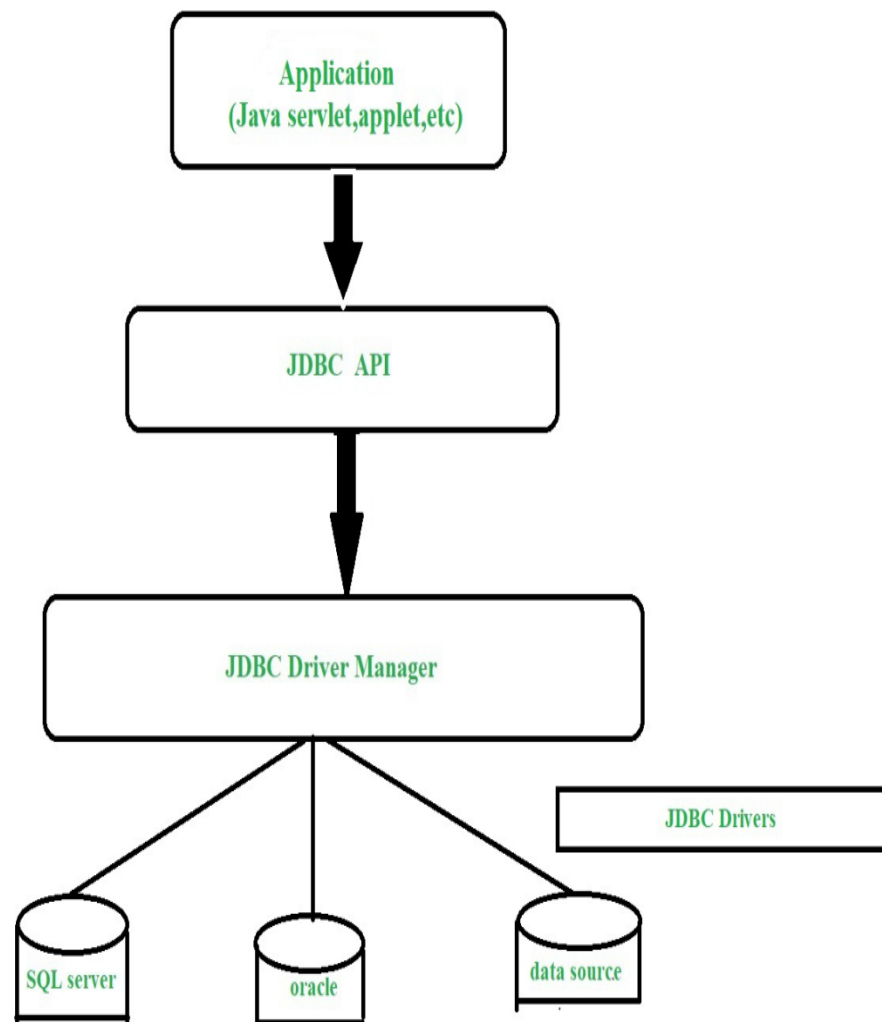 Application
(Java servlet,applet,etc)
JDBC API
JDBC Driver Manager
JDBC Drivers
SQL server
oracle
data source